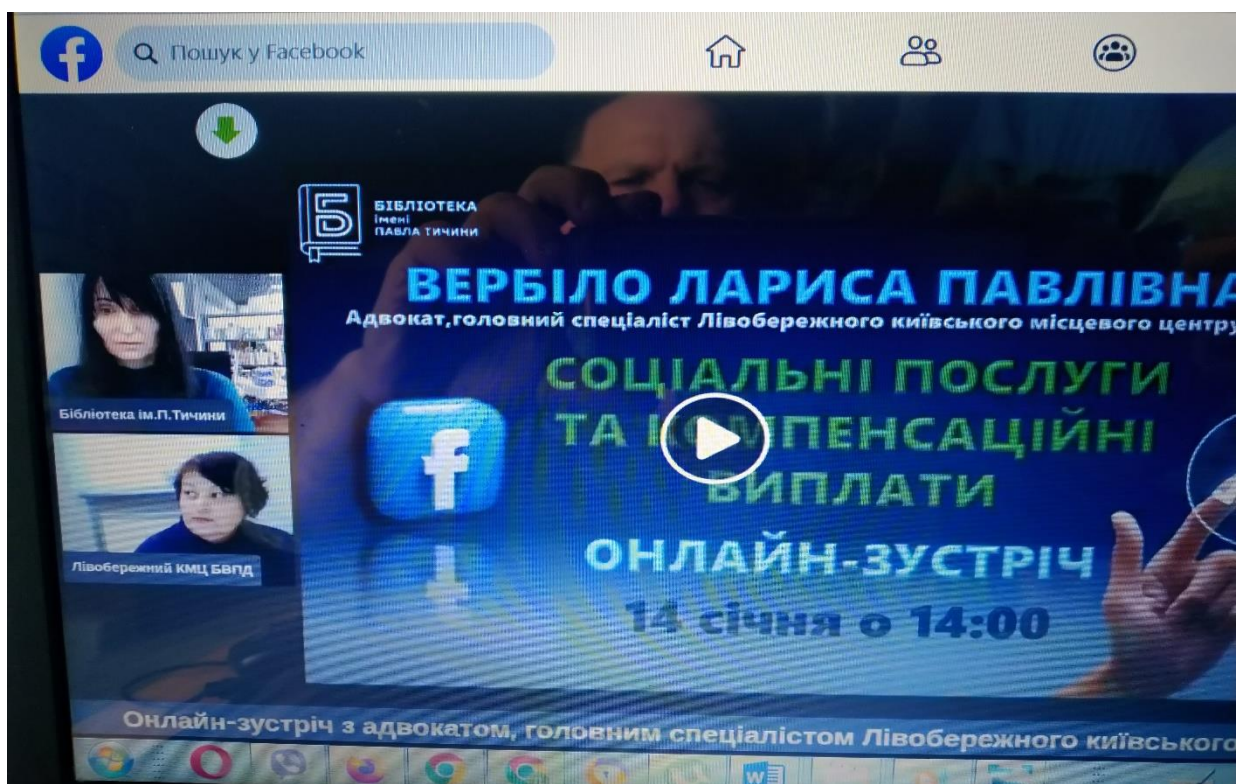 Пошук у Facebook
БІБЛІОТЕКА
імені
ПАВЛА ТИЧИНИ
ВЕРБІЛО ЛАРИСА ПАВЛІВНА
Адвокат,головний спеціаліст Лівобережного київського місцевого центру
СОЦІАЛЬНІ ПОСЛУГИ
ТА КОМПЕНСАЦІЙНІ
ВИПЛАТИ
ОНЛАЙН-ЗУСТРІЧ
14 січня о 14:00
Бібліотека ім.П.Тичини
Лівобережний КМЦ БВПД
Онлайн-зустріч з адвокатом, головним спеціалістом Лівобережного київського